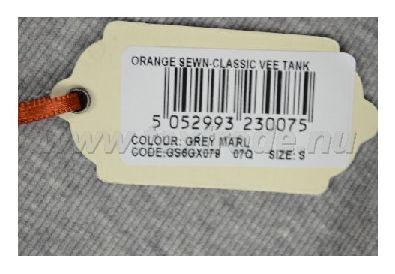 ORANGE SEWN-CLASSIC VEE TANK
5 052993 230075
COLOUR: GREY MARL
CODE:GS6GX079 07Q SIZE: S